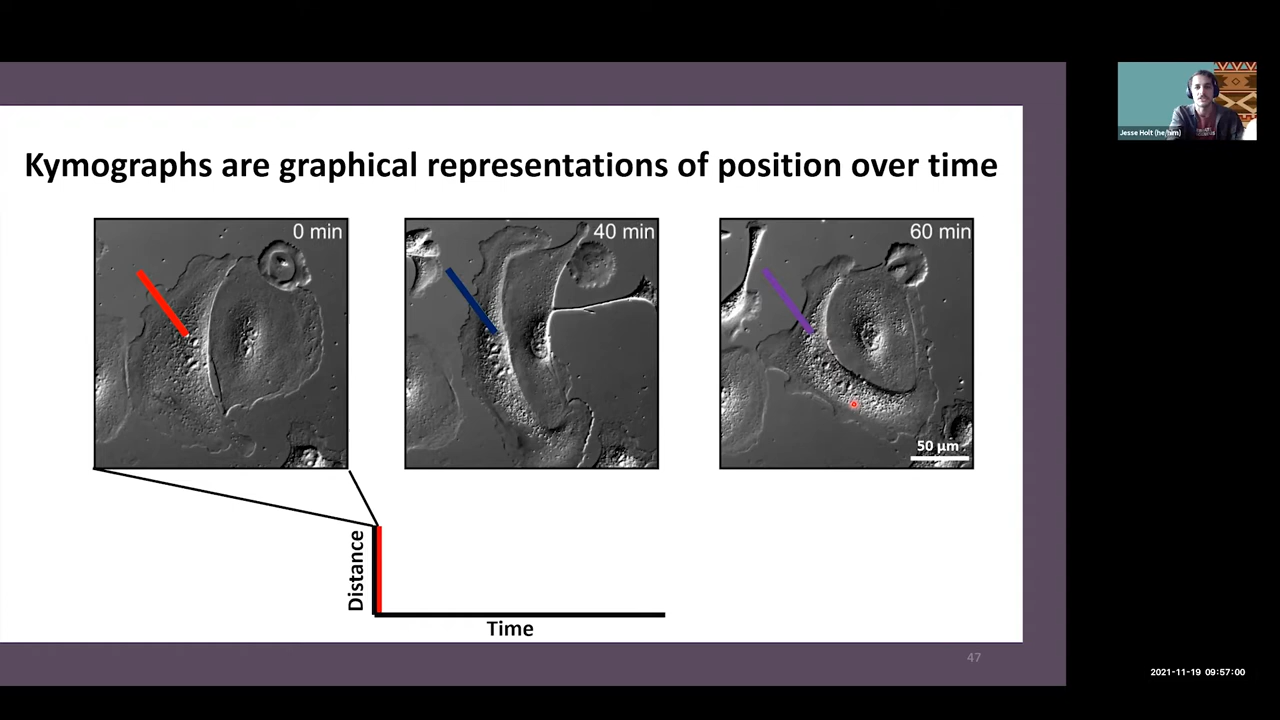 Kymographs are graphical representations of position over time
0 min
40 min
60 min
50 µm
Distance
Time
47
Jesse Holt (he/him)
2021-11-19 09:57:00